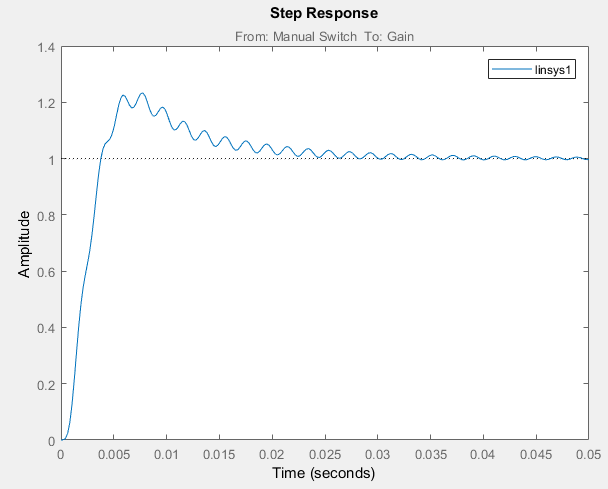 Step Response
From: Manual Switch To: Gain
linsys1
1.4
1.2
1
0.8
0.6
0.4
0.2
0
Amplitude
0 0.005 0.01 0.015 0.02 0.025 0.03 0.035 0.04 0.045 0.05
Time (seconds)